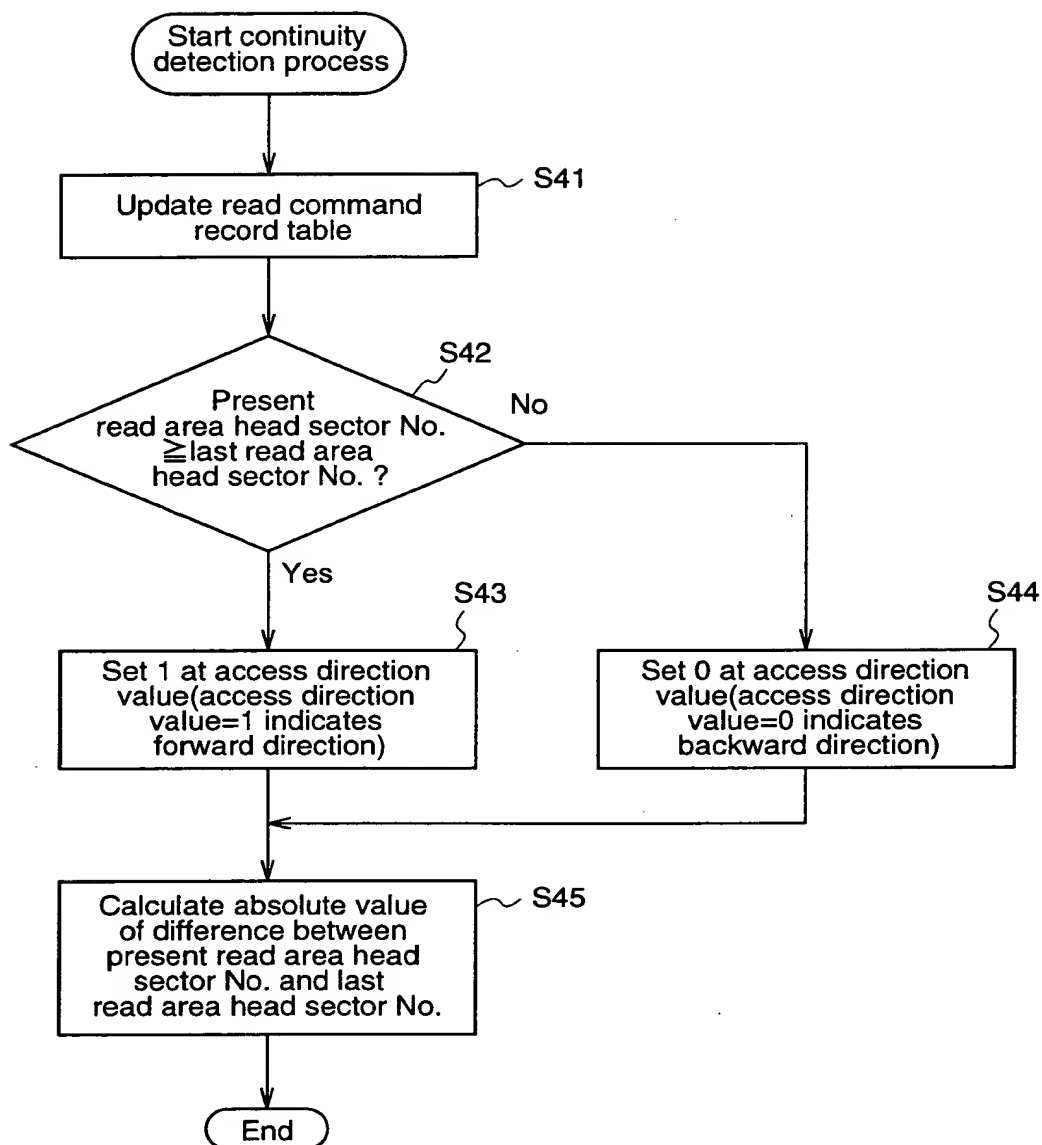 Start continuity
detection process
S41
Update read command
record table
S42
Present
read area head sector No.
≧last read area
head sector No. ?
No
Yes
S43
Set 1 at access direction
value(access direction
value=1 indicates
forward direction)
S44
Set 0 at access direction
value(access direction
value=0 indicates
backward direction)
S45
Calculate absolute value
of difference between
present read area head
sector No. and last
read area head sector No.
End